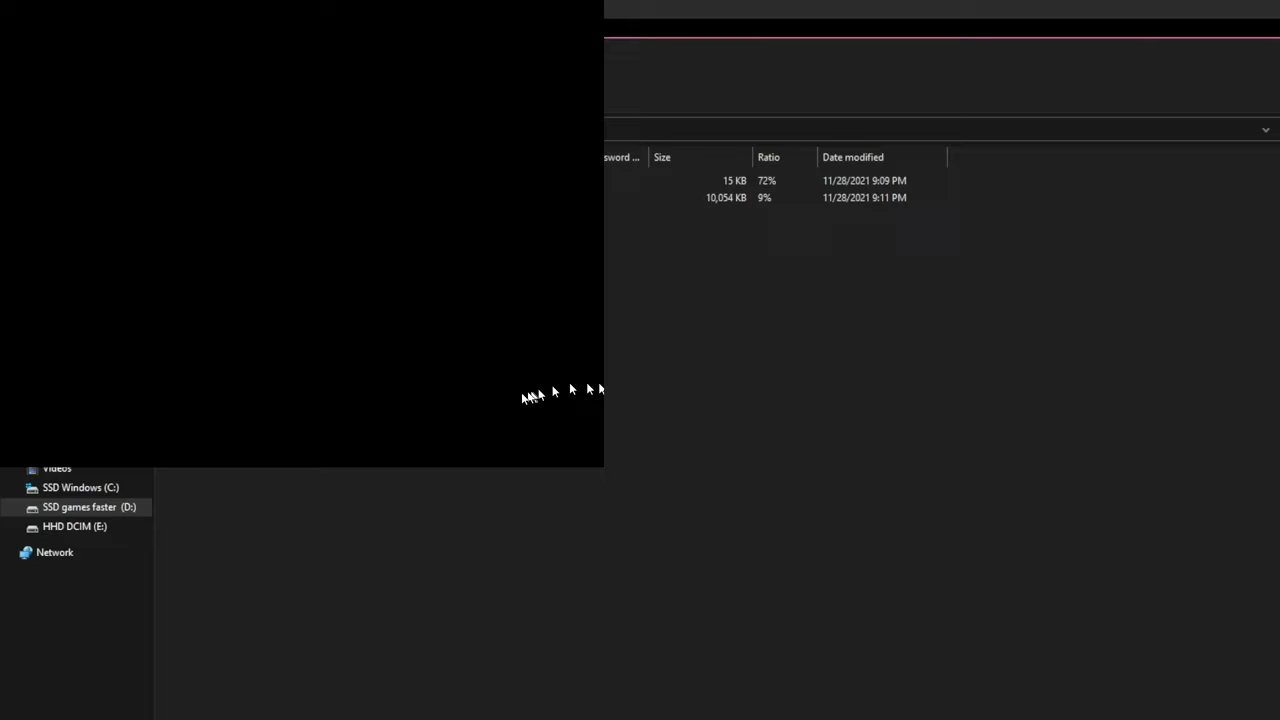 sword ... Size Ratio Date modified
15 KB 72% 11/28/2021 9:09 PM
10,054 KB 9% 11/28/2021 9:11 PM
Videos
SSD Windows (C:)
SSD games faster (D:)
HHD DCIM (E:)
Network